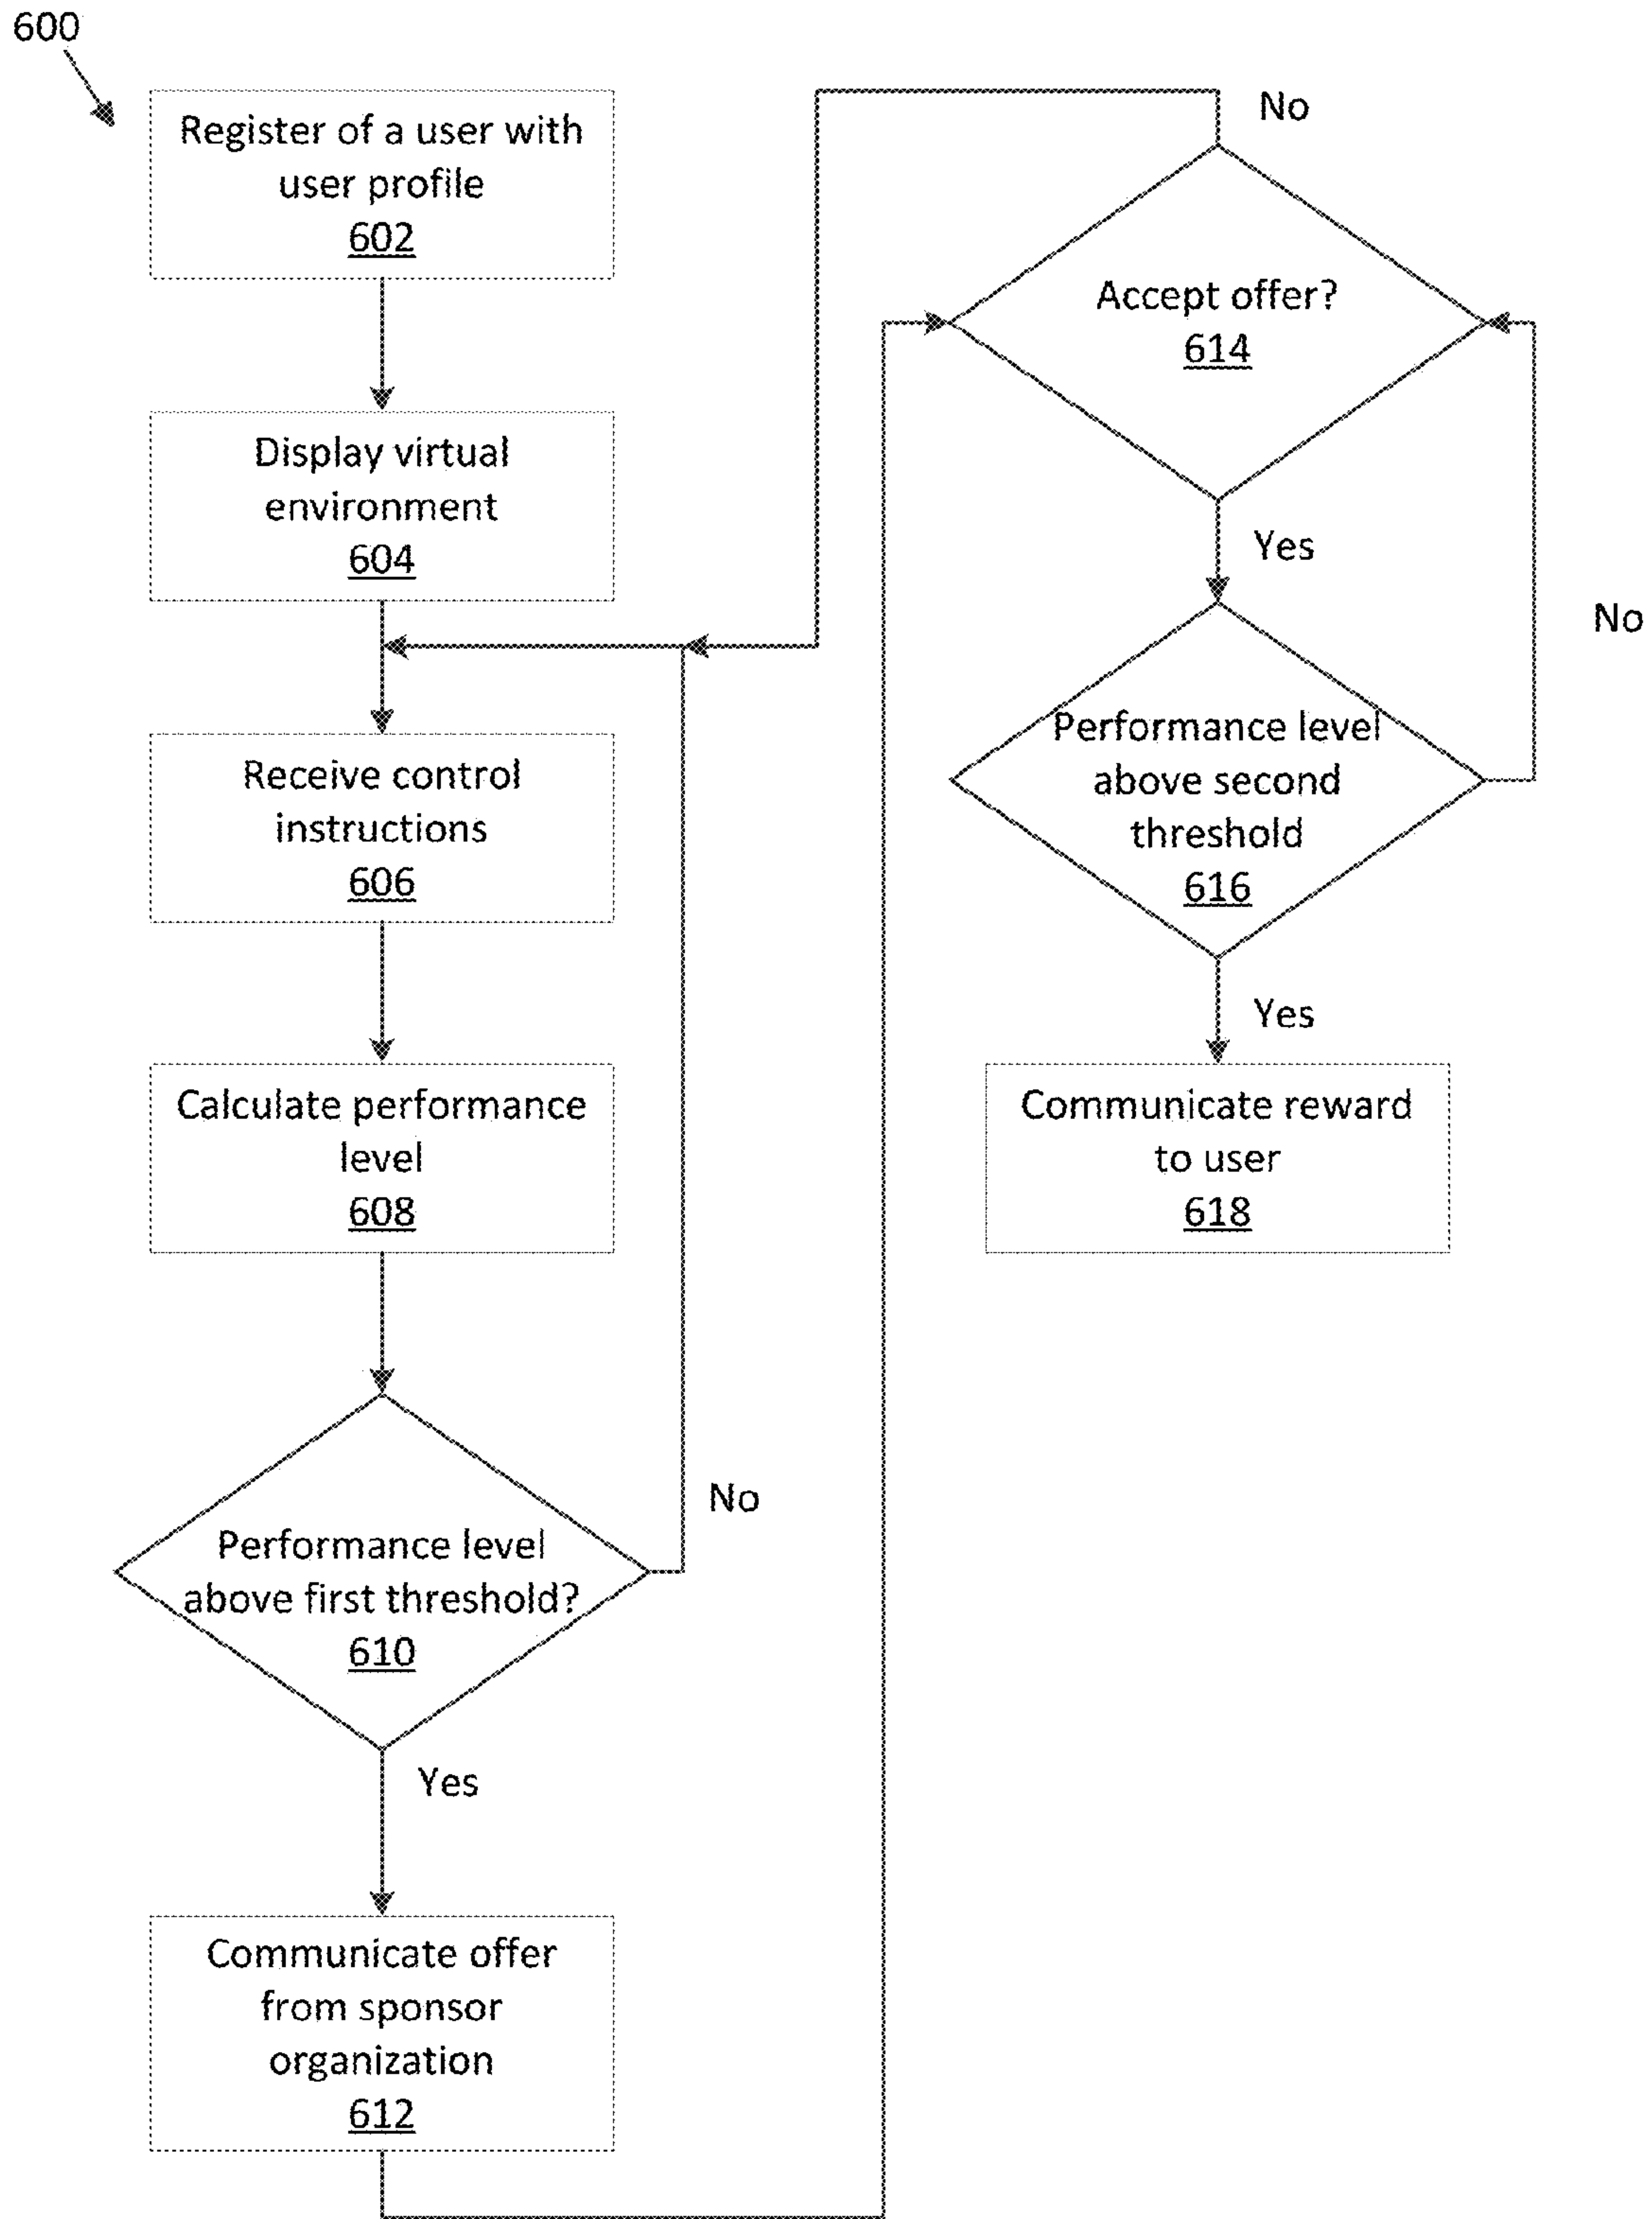 600
Register of a user with
user profile
602
Display virtual
environment
604
Receive control
instructions
606
Calculate performance
level
608
Performance level
above first threshold?
610
No
Yes
Communicate offer
from sponsor
organization
612
No
Accept offer?
614
Yes
No
Performance level
above second
threshold
616
Yes
Communicate reward
to user
618